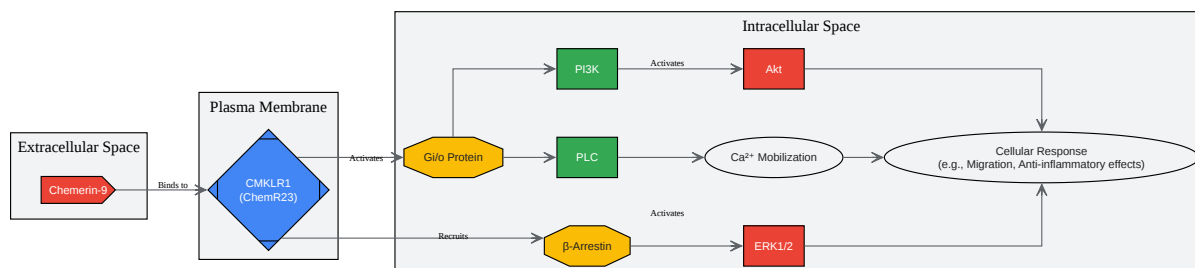 Intracellular Space
PI3K
Activates
Akt
Plasma Membrane
Extracellular Space
Chemerin-9
Binds to
CMKLR1
(ChemR23)
Activates
Gi/o Protein
PLC
Ca²⁺ Mobilization
Cellular Response
(e.g., Migration, Anti-inflammatory effects)
Recruits
β-Arrestin
Activates
ERK1/2